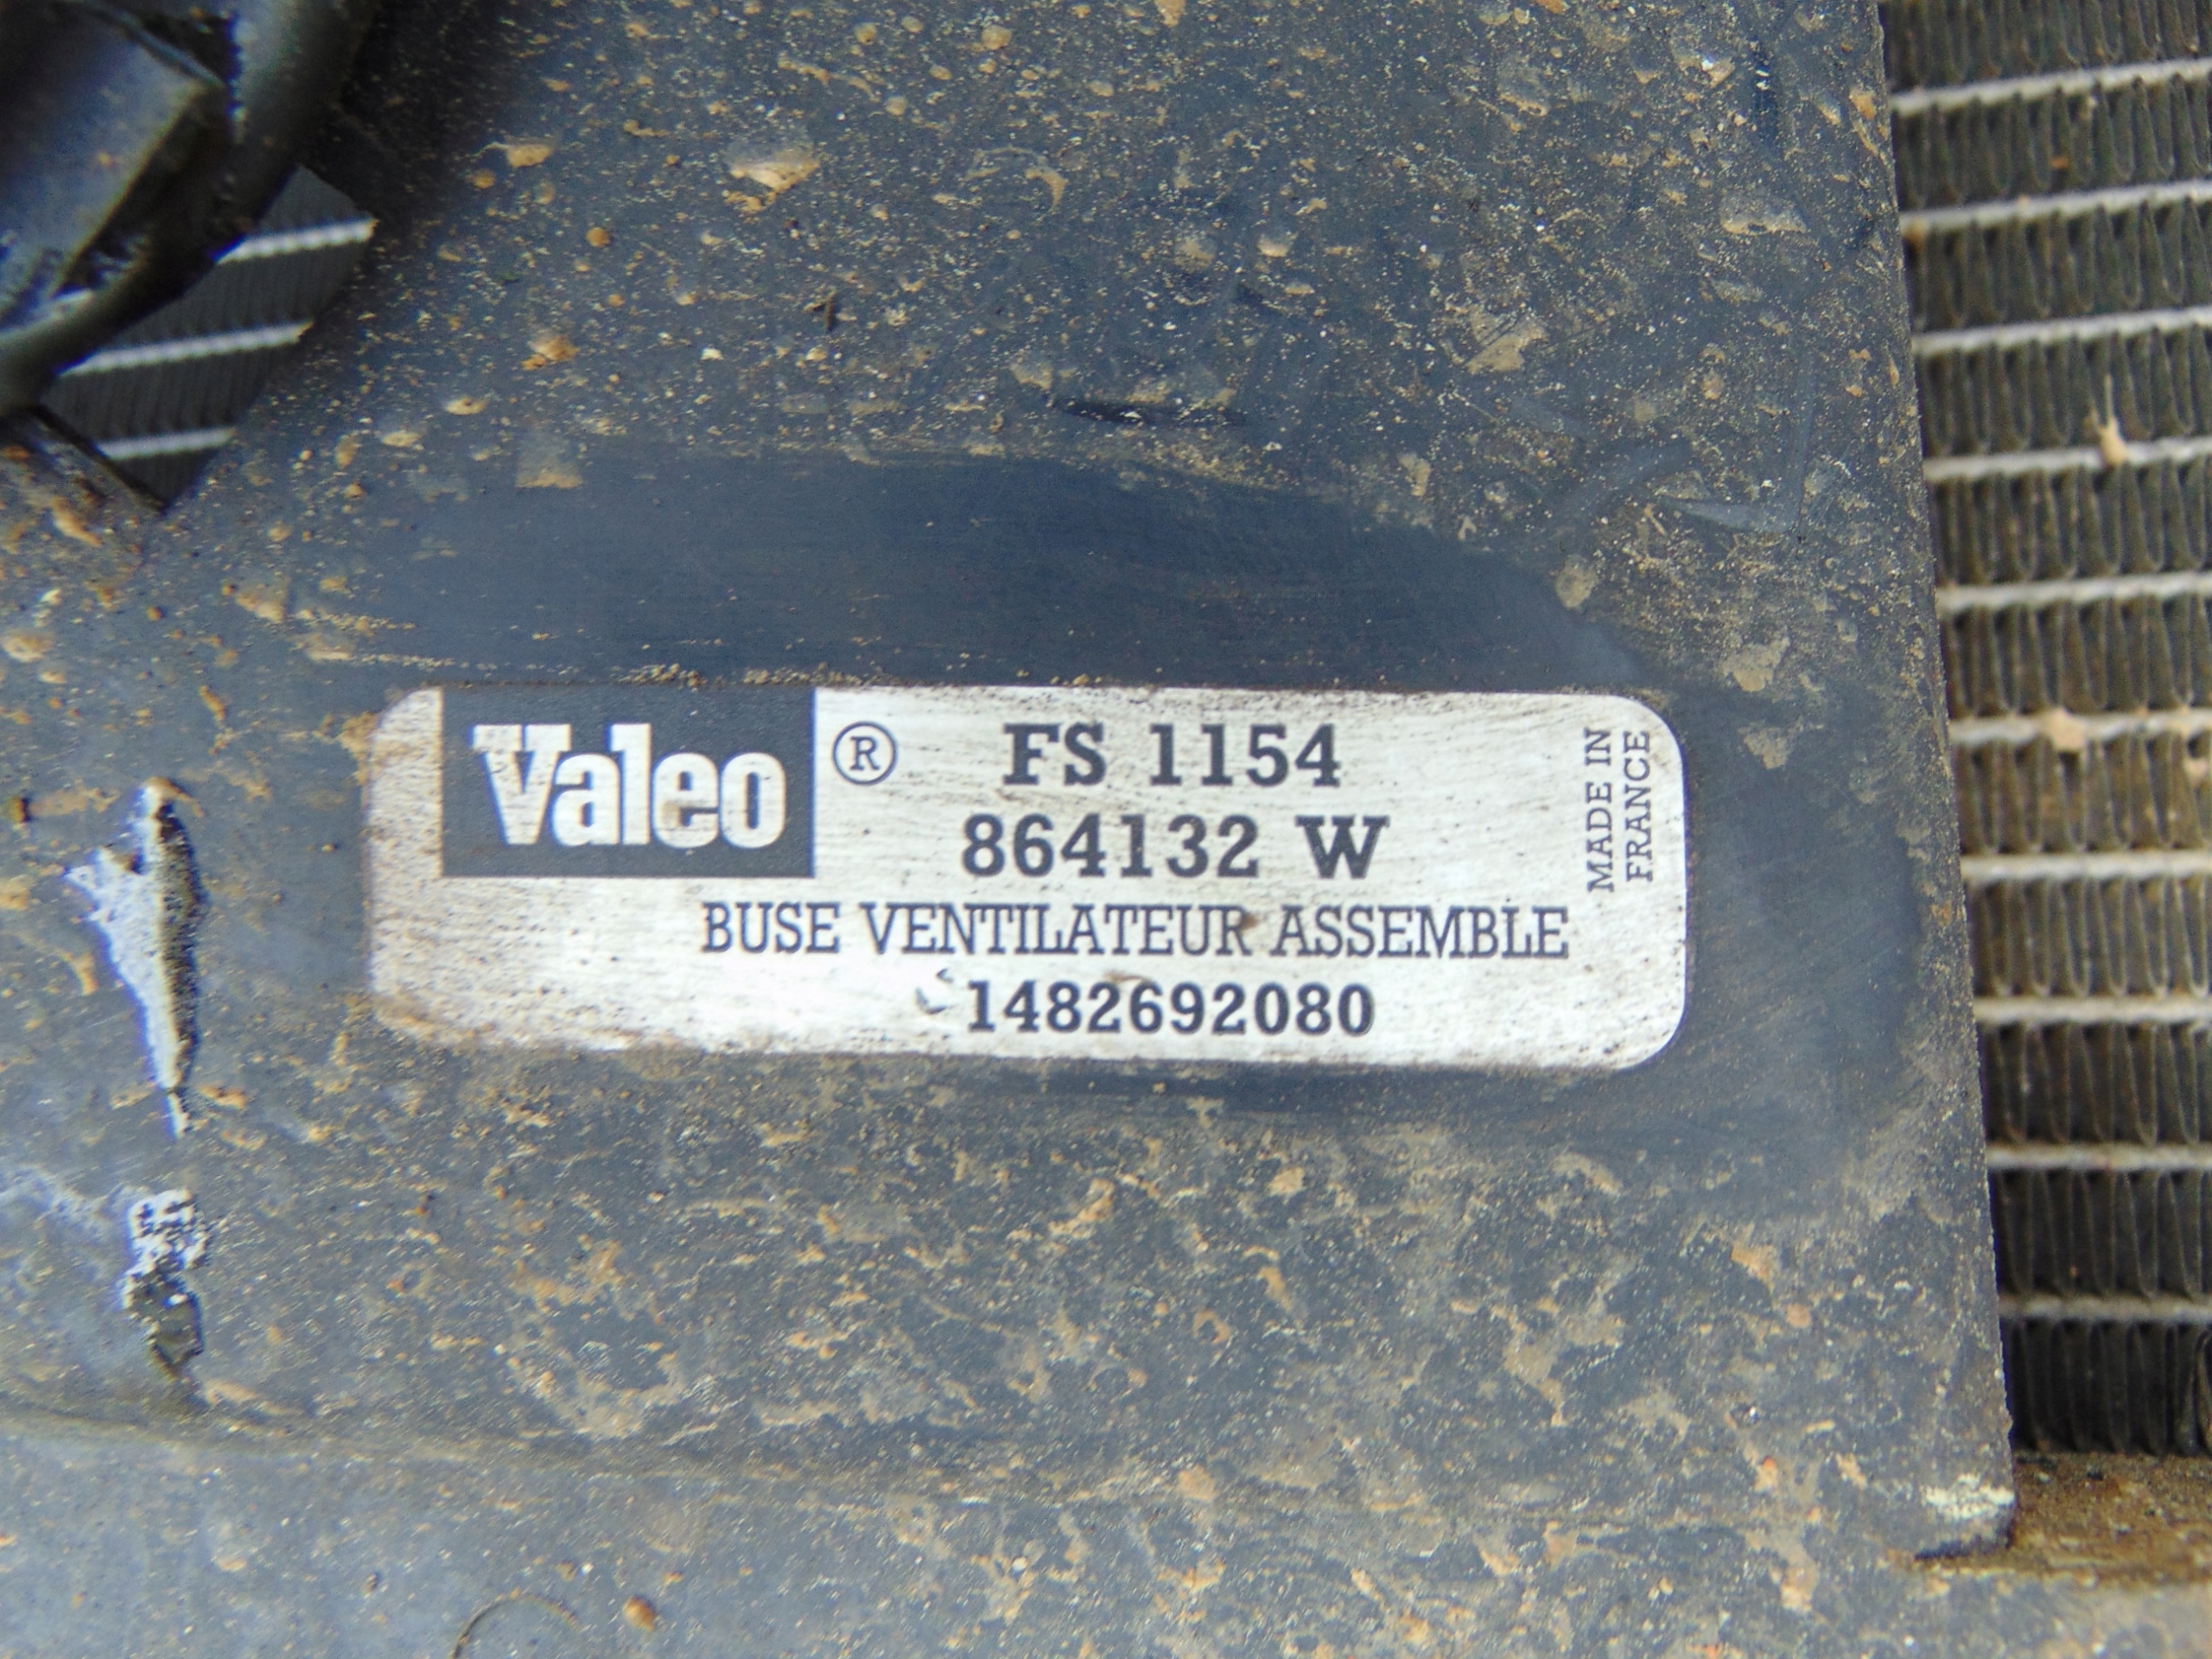 Valeo ® FS 1154
864132 W
BUSE VENTILATEUR ASSEMBLE
1482692080
MADE IN
FRANCE